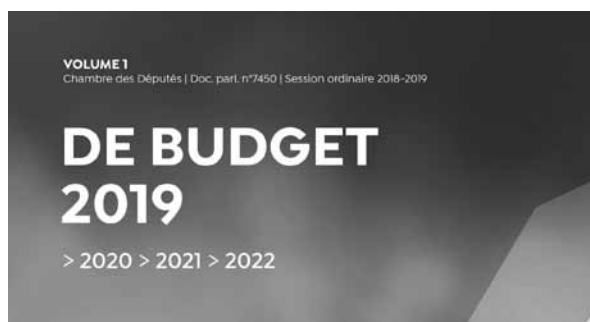 VOLUME 1
Chambre des Députés | Doc. parl. n°7450 | Session ordinaire 2018-2019
DE BUDGET
2019
> 2020 > 2021 > 2022